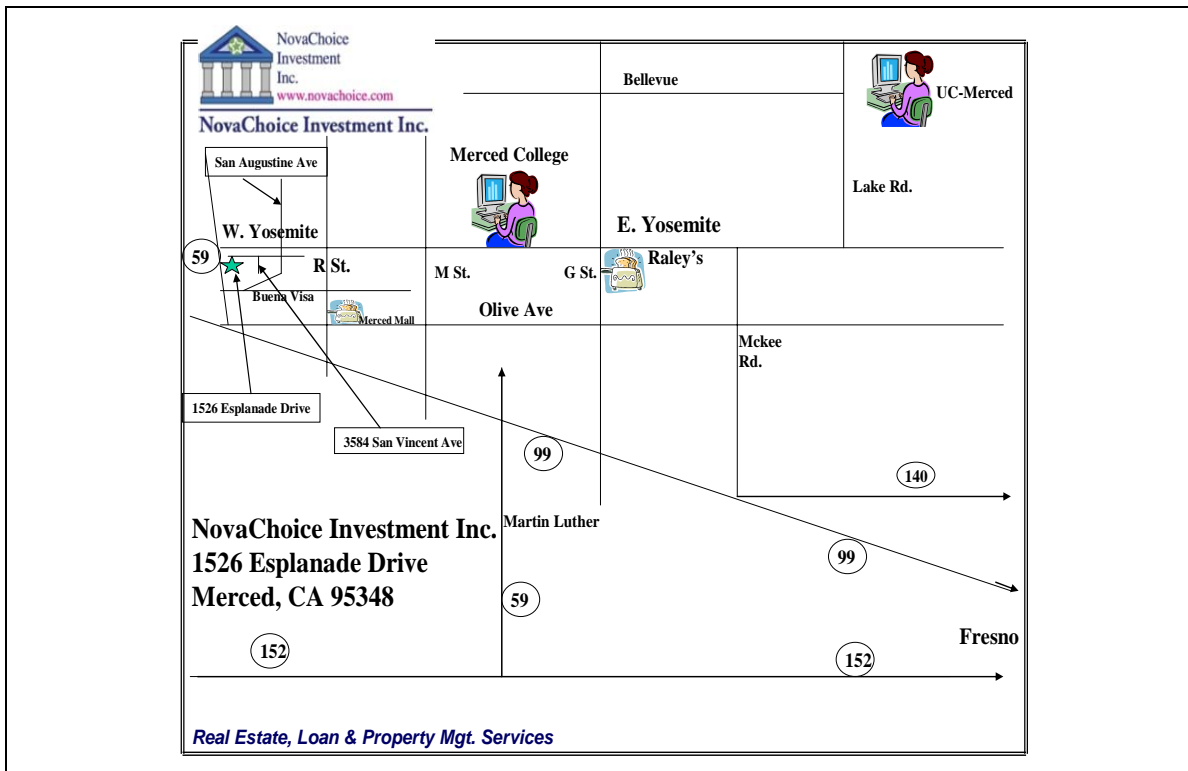 NovaChoice
Investment
Inc.
www.novachoice.com
NovaChoice Investment Inc.
Bellevue
UC-Merced
San Augustine Ave
Merced College
Lake Rd.
W. Yosemite
E. Yosemite
59
R St.
M St.
G St.
Raley's
Buena Visa
Merced Mall
Olive Ave
Mckee
Rd.
1526 Esplanade Drive
3584 San Vincent Ave
99
140
NovaChoice Investment Inc.
1526 Esplanade Drive
Merced, CA 95348
Martin Luther
99
59
Fresno
152
152
Real Estate, Loan & Property Mgt. Services